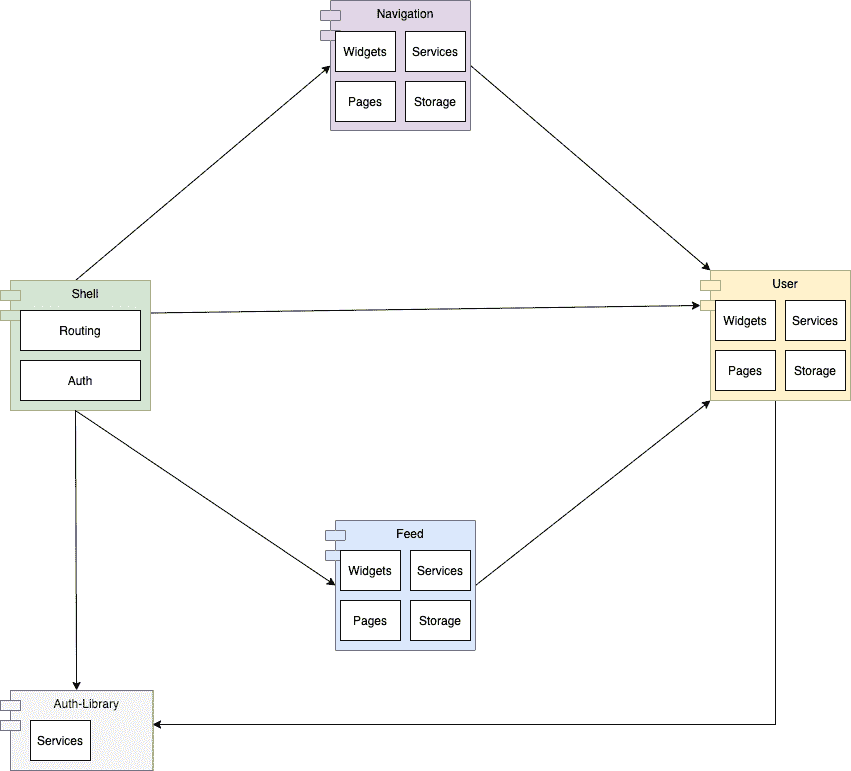 Navigation
Widgets
Services
Pages
Storage
Shell
Routing
Auth
User
Widgets
Services
Pages
Storage
Feed
Widgets
Services
Pages
Storage
Auth-Library
Services